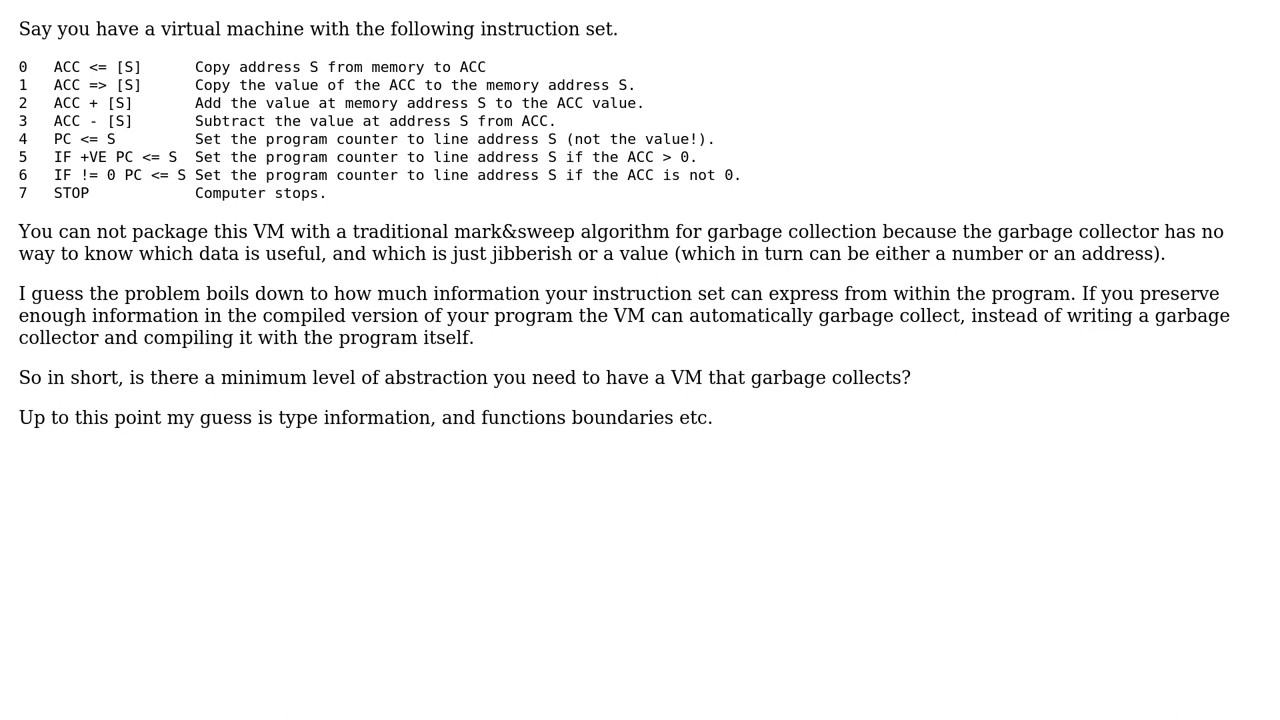 Say you have a virtual machine with the following instruction set.
0   ACC <= [S]      Copy address S from memory to ACC
1   ACC => [S]      Copy the value of the ACC to the memory address S.
2   ACC + [S]       Add the value at memory address S to the ACC value.
3   ACC - [S]       Subtract the value at address S from ACC.
4   PC <= S         Set the program counter to line address S (not the value!).
5   IF +VE PC <= S  Set the program counter to line address S if the ACC > 0.
6   IF != 0 PC <= S Set the program counter to line address S if the ACC is not 0.
7   STOP            Computer stops.
You can not package this VM with a traditional mark&sweep algorithm for garbage collection because the garbage collector has no
way to know which data is useful, and which is just jibberish or a value (which in turn can be either a number or an address).
I guess the problem boils down to how much information your instruction set can express from within the program. If you preserve
enough information in the compiled version of your program the VM can automatically garbage collect, instead of writing a garbage
collector and compiling it with the program itself.
So in short, is there a minimum level of abstraction you need to have a VM that garbage collects?
Up to this point my guess is type information, and functions boundaries etc.